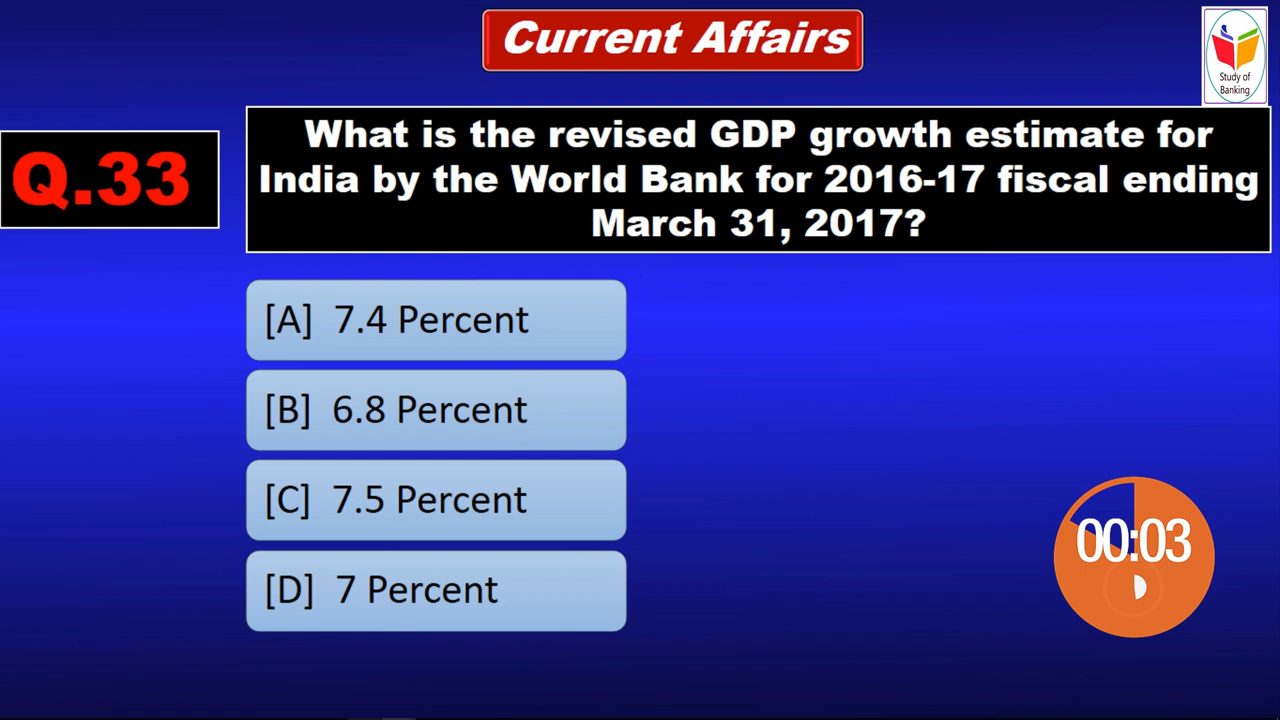 Current Affairs
Study of
Banking
Q.33
What is the revised GDP growth estimate for
India by the World Bank for 2016-17 fiscal ending
March 31, 2017?
[A] 7.4 Percent
[B] 6.8 Percent
[C] 7.5 Percent
[D] 7 Percent
00:03